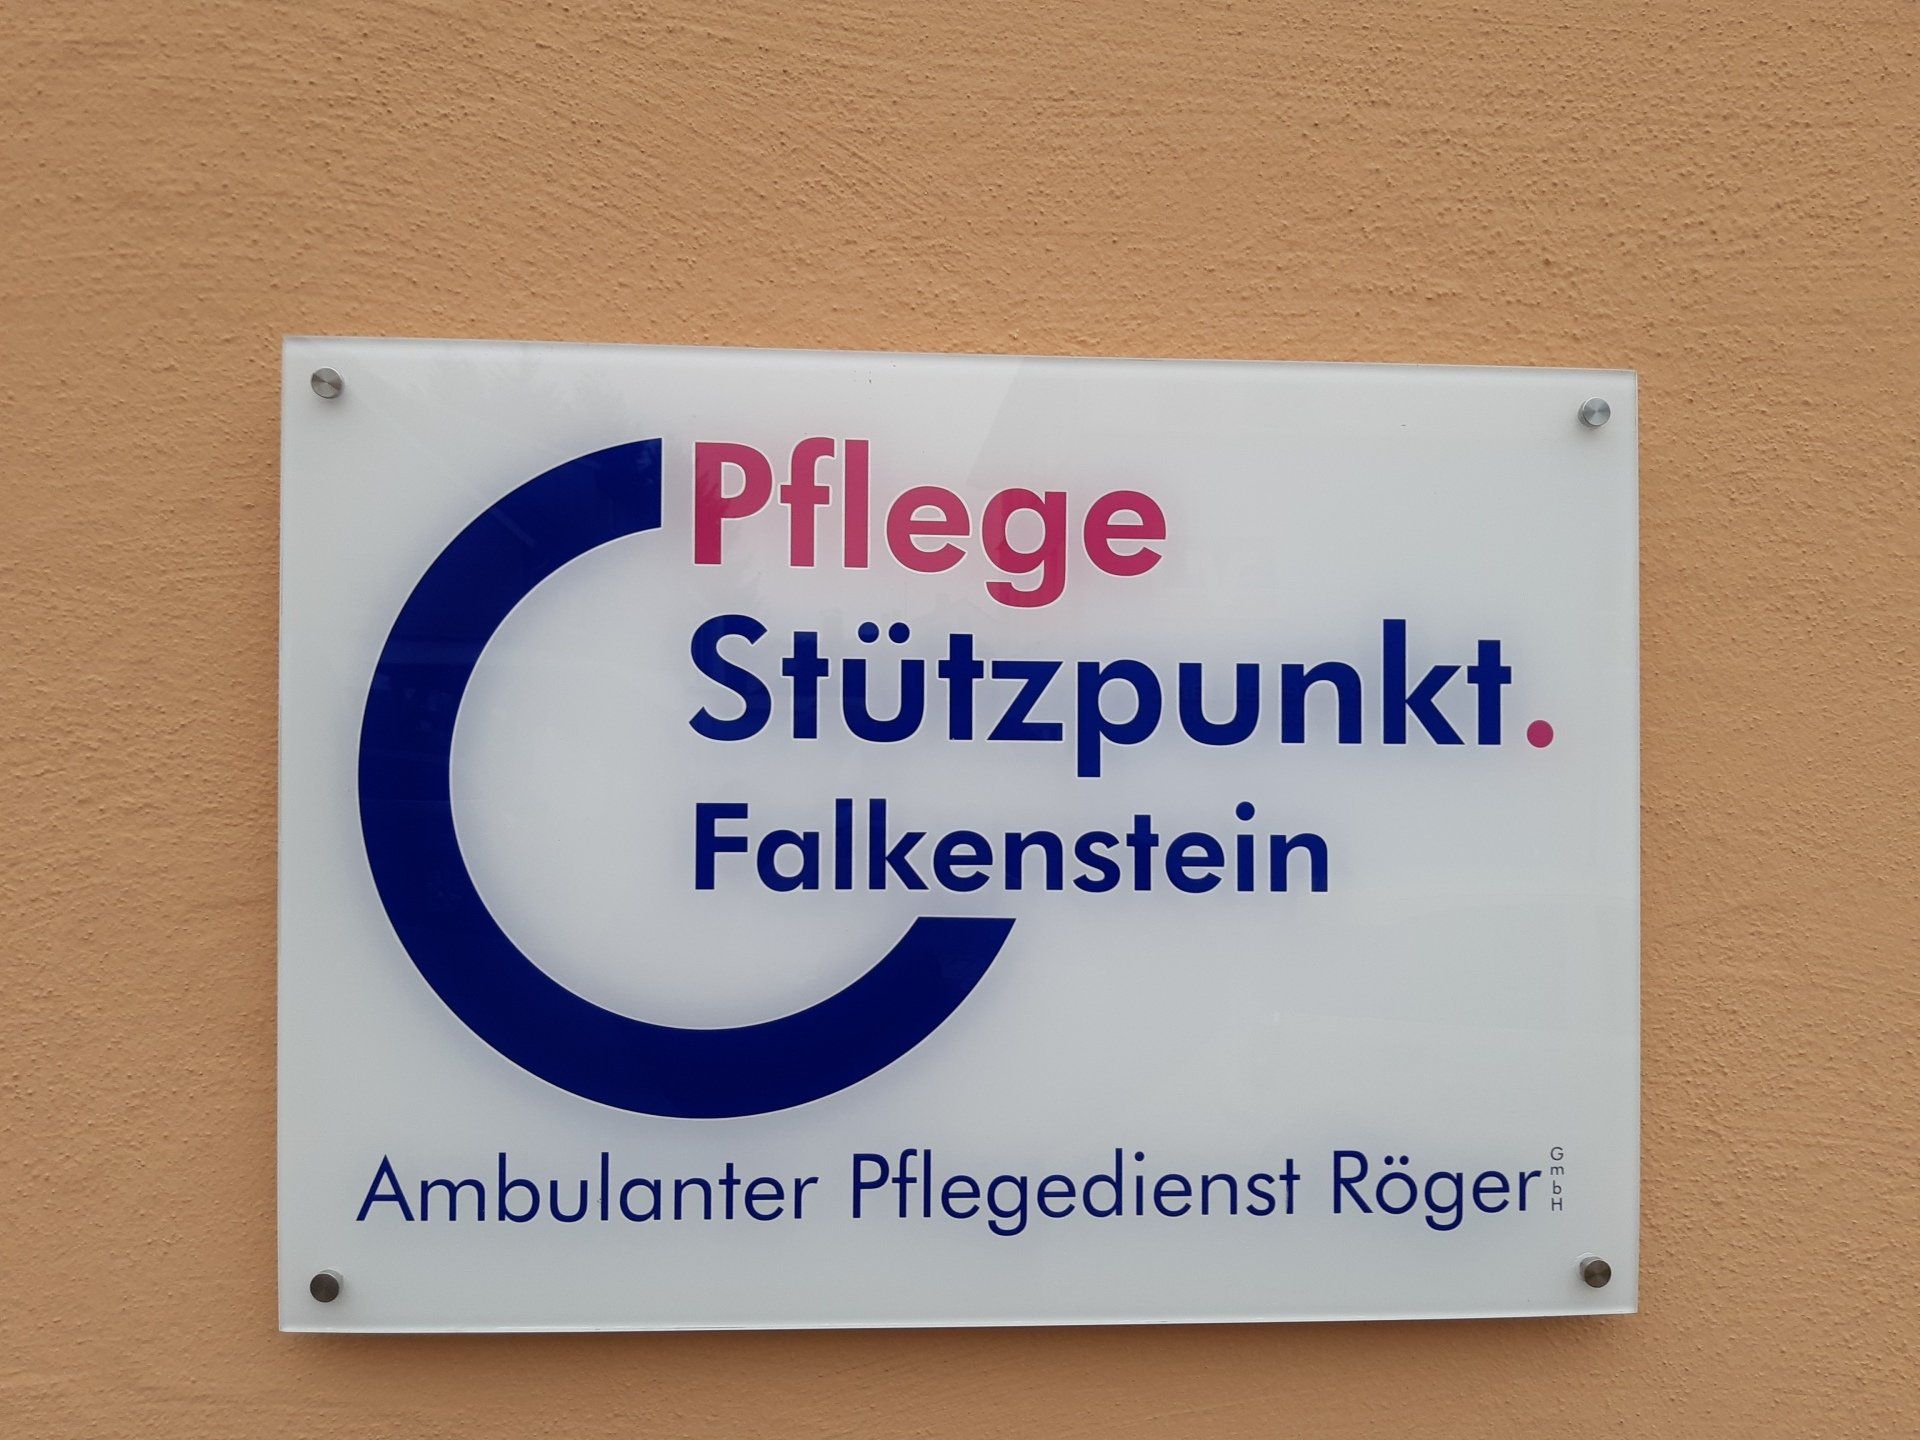 Pflege
Stützpunkt.
Falkenstein
Ambulanter Pflegedienst Röger GmbH